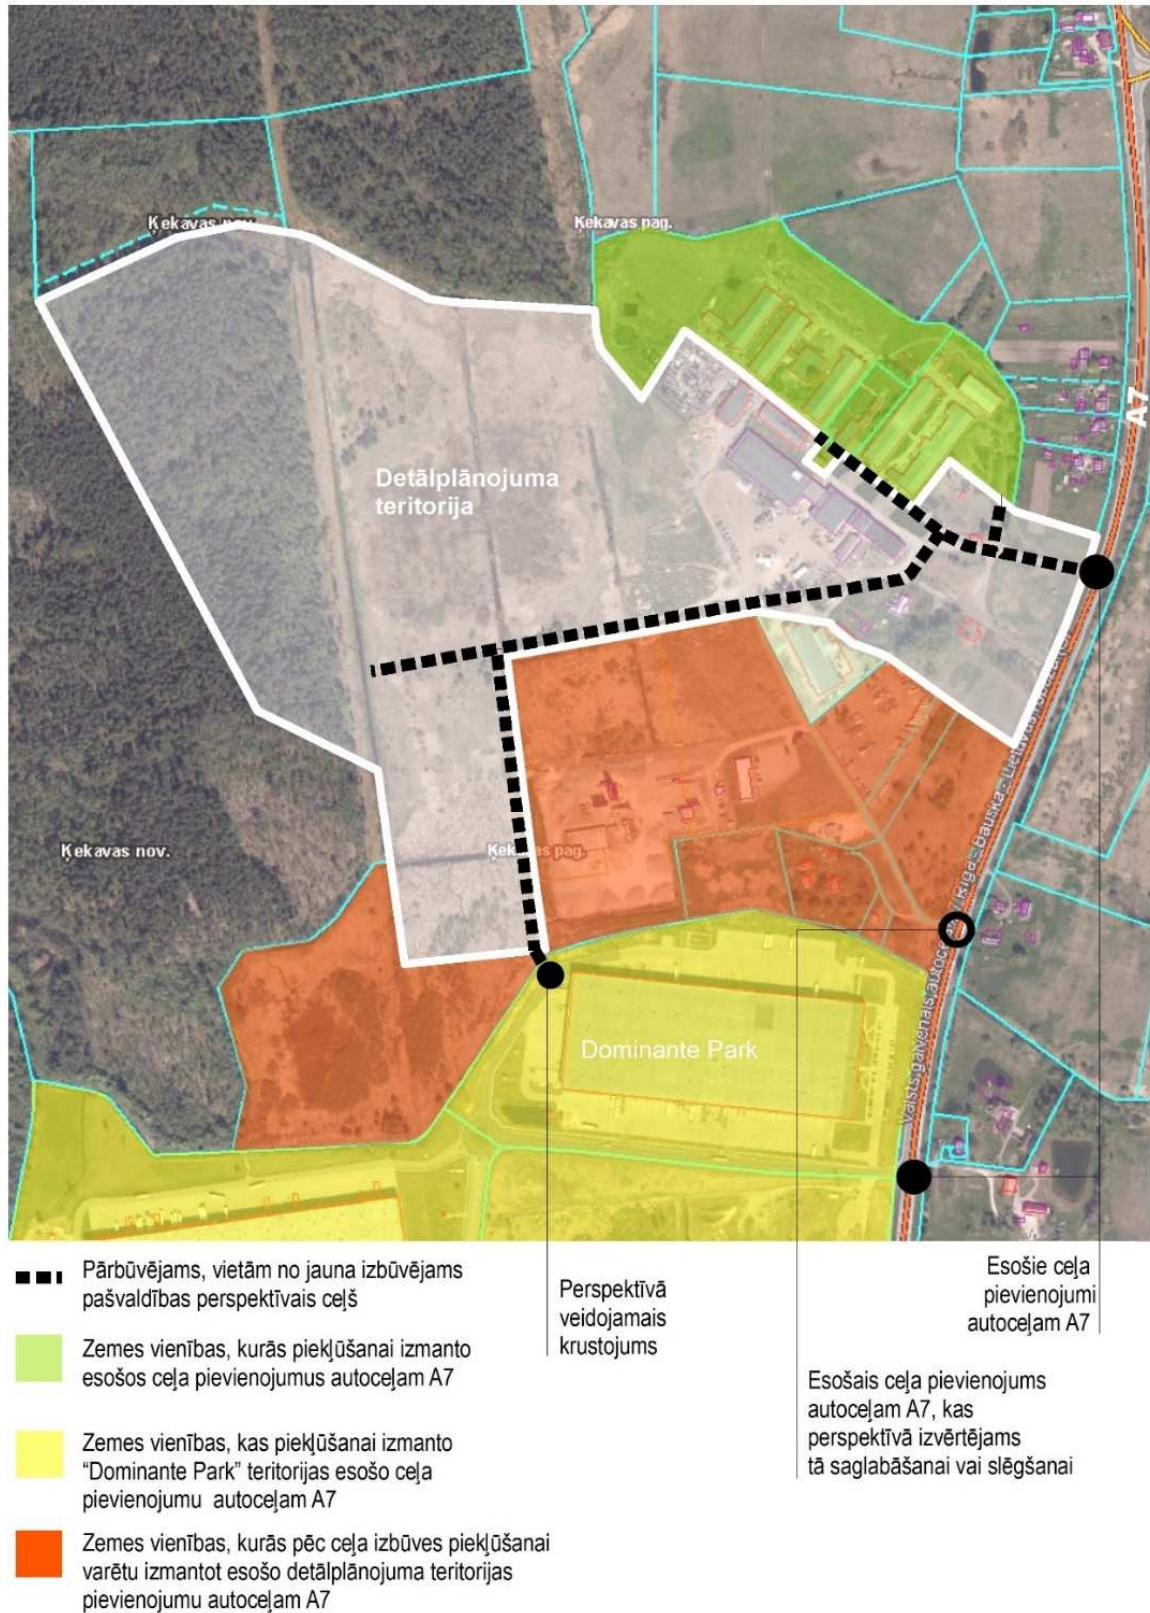 Ķekavas nov.
Ķekavas pag.
A7
Detālplānojuma
teritorija
Ķekavas nov.
Ķekavas pag.
Dominante Park
Valsts galvenais autoceļš
Bauska - Lietuvas
Pārbūvējams, vietām no jauna izbūvējams
pašvaldības perspektīvais ceļš
Zemes vienības, kurās piekļūšanai izmanto
esošos ceļa pievienojumus autoceļam A7
Zemes vienības, kas piekļūšanai izmanto
“Dominante Park” teritorijas esošo ceļa
pievienojumu autoceļam A7
Zemes vienības, kurās pēc ceļa izbūves piekļūšanai
varētu izmantot esošo detālplānojuma teritorijas
pievienojumu autoceļam A7
Perspektīvā
veidojamais
krustojums
Esošais ceļa pievienojums
autoceļam A7, kas
perspektīvā izvērtējams
tā saglabāšanai vai slēgšanai
Esošie ceļa
pievienojumi
autoceļam A7